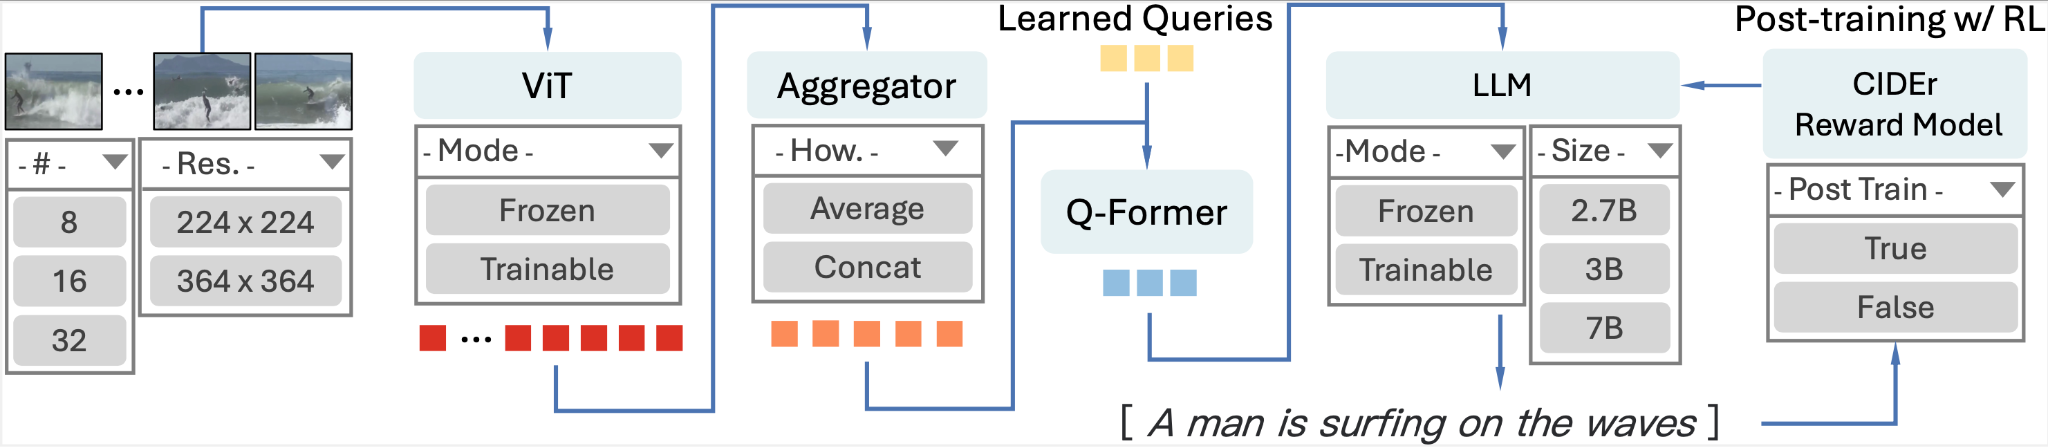 ...
- # -
8
16
32
- Res. -
224 x 224
364 x 364
ViT
- Mode -
Frozen
Trainable
...
Aggregator
- How. -
Average
Concat
Learned Queries
Q-Former
LLM
-Mode -
Frozen
Trainable
- Size -
2.7B
3B
7B
[ A man is surfing on the waves ]
Post-training w/ RL
CIDEr
Reward Model
- Post Train -
True
False